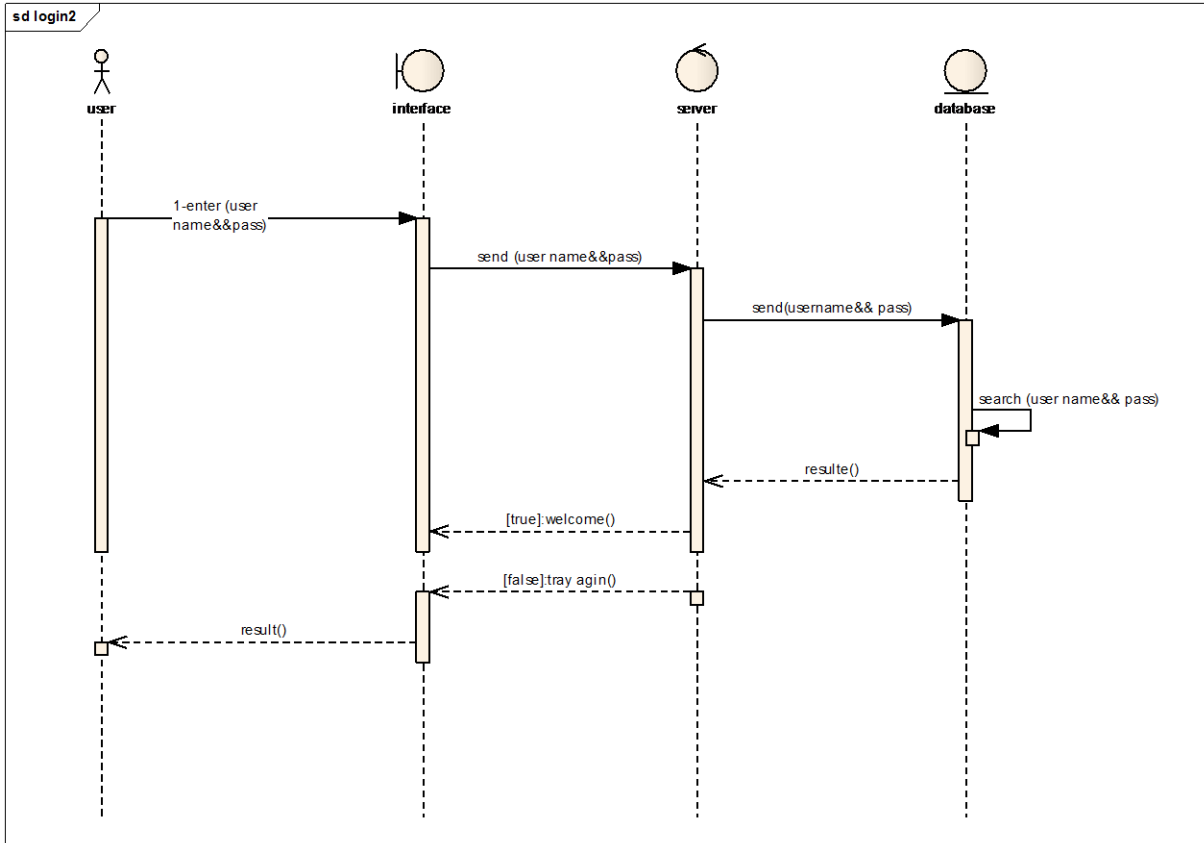 sd login2
user
interface
server
database
1-enter (user
name&&pass)
send (user name&&pass)
send(username&& pass)
search (user name&& pass)
resulte()
[true]:welcome()
[false]:tray agin()
result()